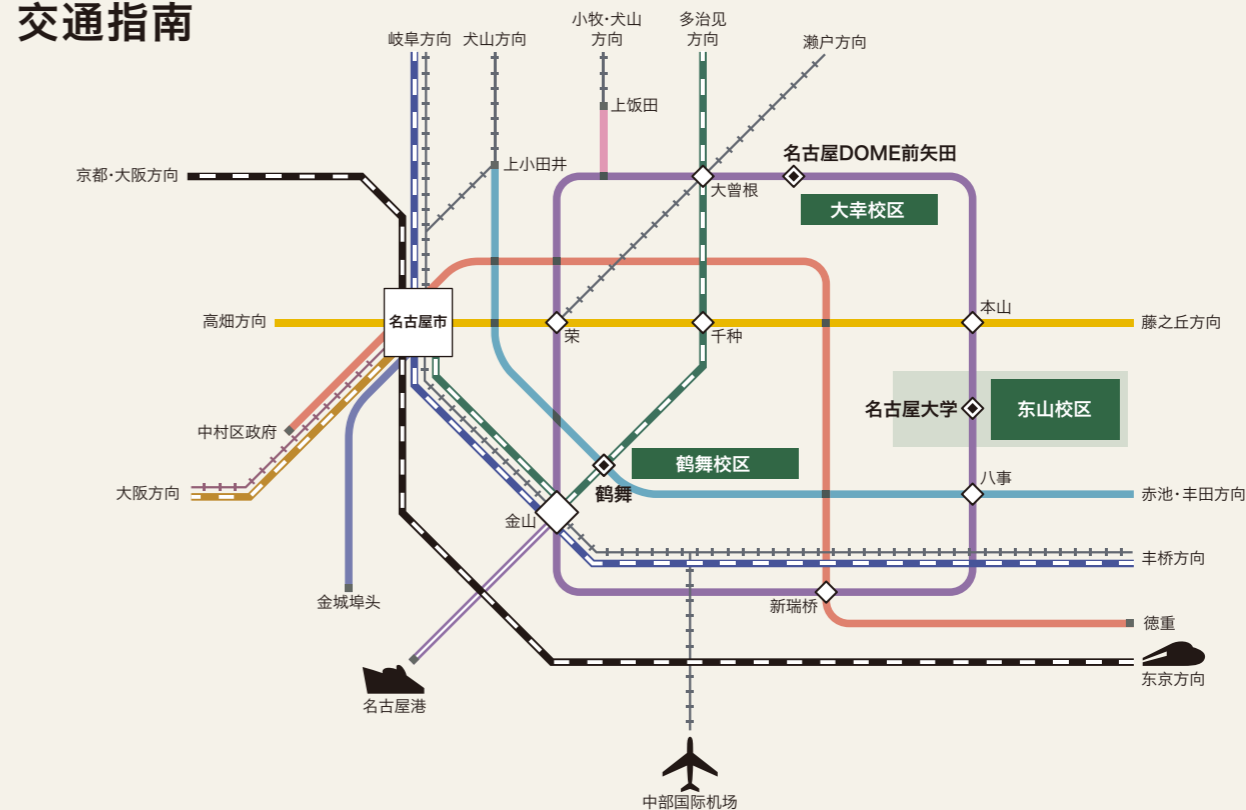 交通指南
小牧·犬山
方向
多治见
方向
岐阜方向
犬山方向
濑户方向
上饭田
上小田井
名古屋DOME前矢田
京都·大阪方向
大曾根
大幸校区
名古屋市
高畑方向
荣
千种
本山
藤之丘方向
名古屋大学
东山校区
中村区政府
鹤舞校区
八事
大阪方向
鹤舞
赤池·丰田方向
金山
丰桥方向
金城埠头
新瑞桥
德重
东京方向
名古屋港
中部国际机场